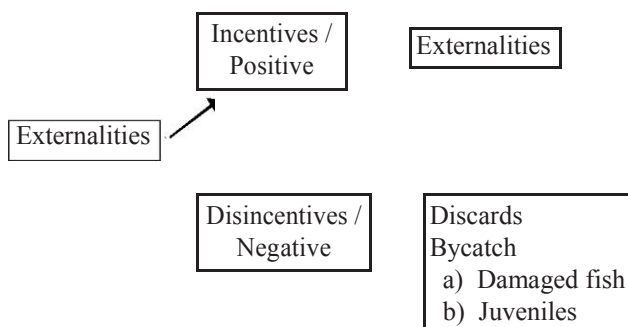 Incentives /
Positive
Externalities
Externalities
Disincentives /
Negative
Discards
Bycatch
a) Damaged fish
b) Juveniles